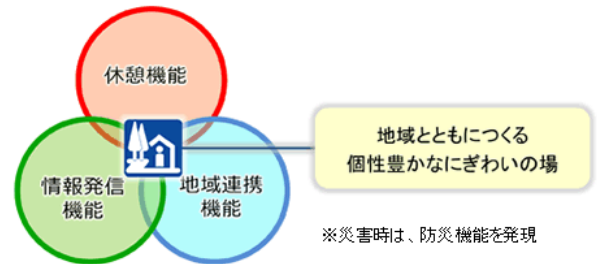 休憩機能
情報発信
機能
地域連携
機能
地域とともにつくる
個性豊かなにぎわいの場
※災害時は、防災機能を発現